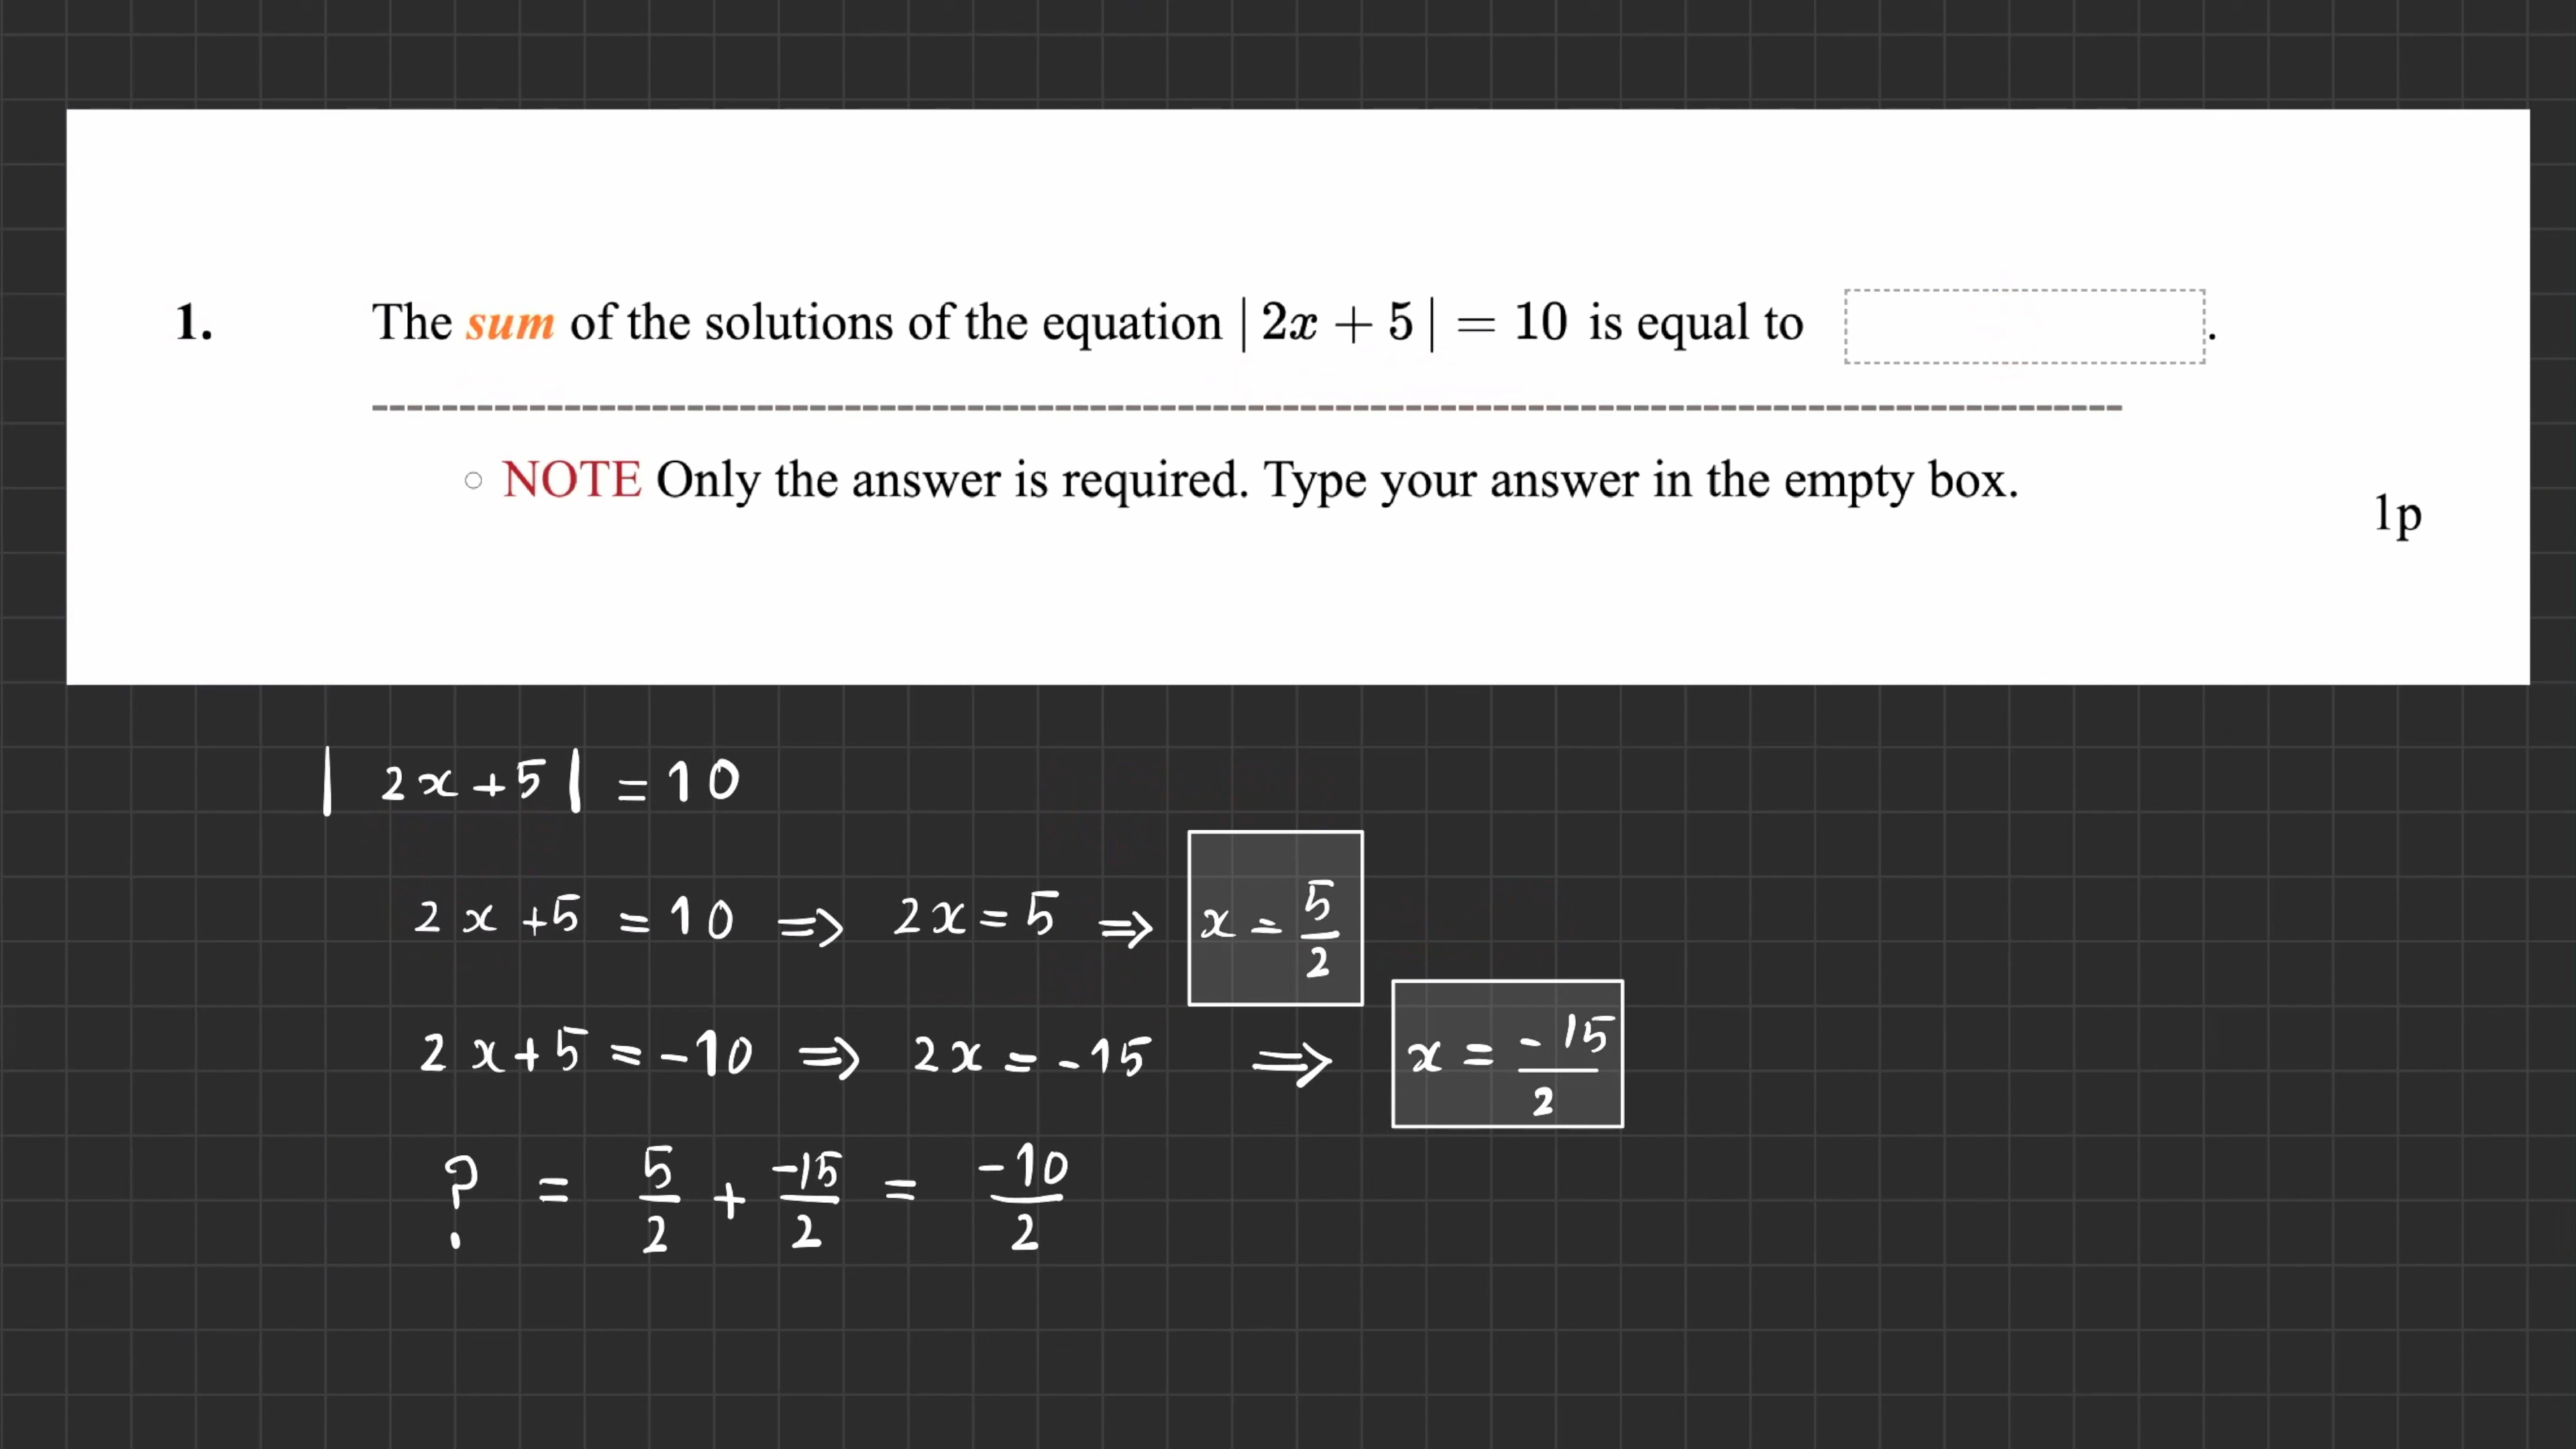 1. The sum of the solutions of the equation | 2x + 5 | = 10 is equal to .
○ NOTE Only the answer is required. Type your answer in the empty box.
1p
| 2x+5 | = 10
2x +5 = 10 ⇒ 2x = 5 ⇒ x = 5/2
2x+5 = -10 ⇒ 2x = -15 ⇒ x = -15/2
? = 5/2 + -15/2 = -10/2